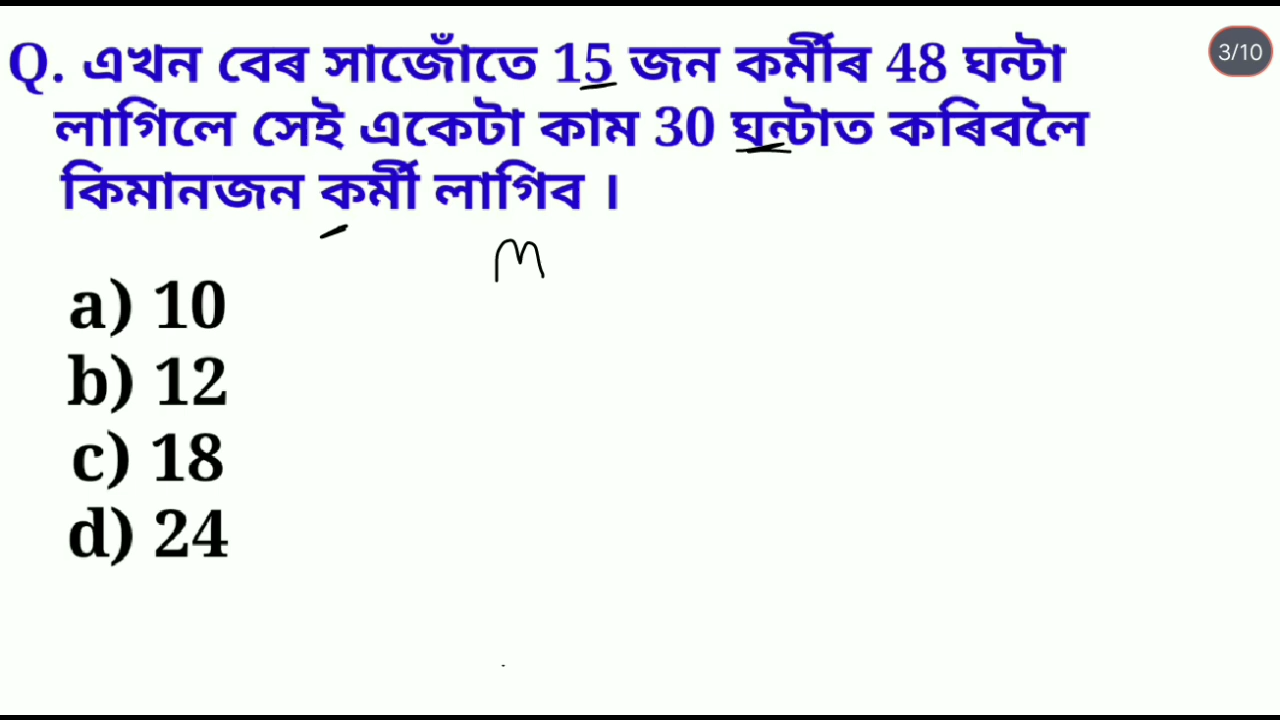 Q. এখন বেৰ সাজোঁতে 15 জন কৰ্মীৰ 48 ঘন্টা
3/10
লাগিলে সেই একেটা কাম 30 ঘন্টাত কৰিবলৈ
কিমানজন কৰ্মী লাগিব ।
M
a) 10
b) 12
c) 18
d) 24